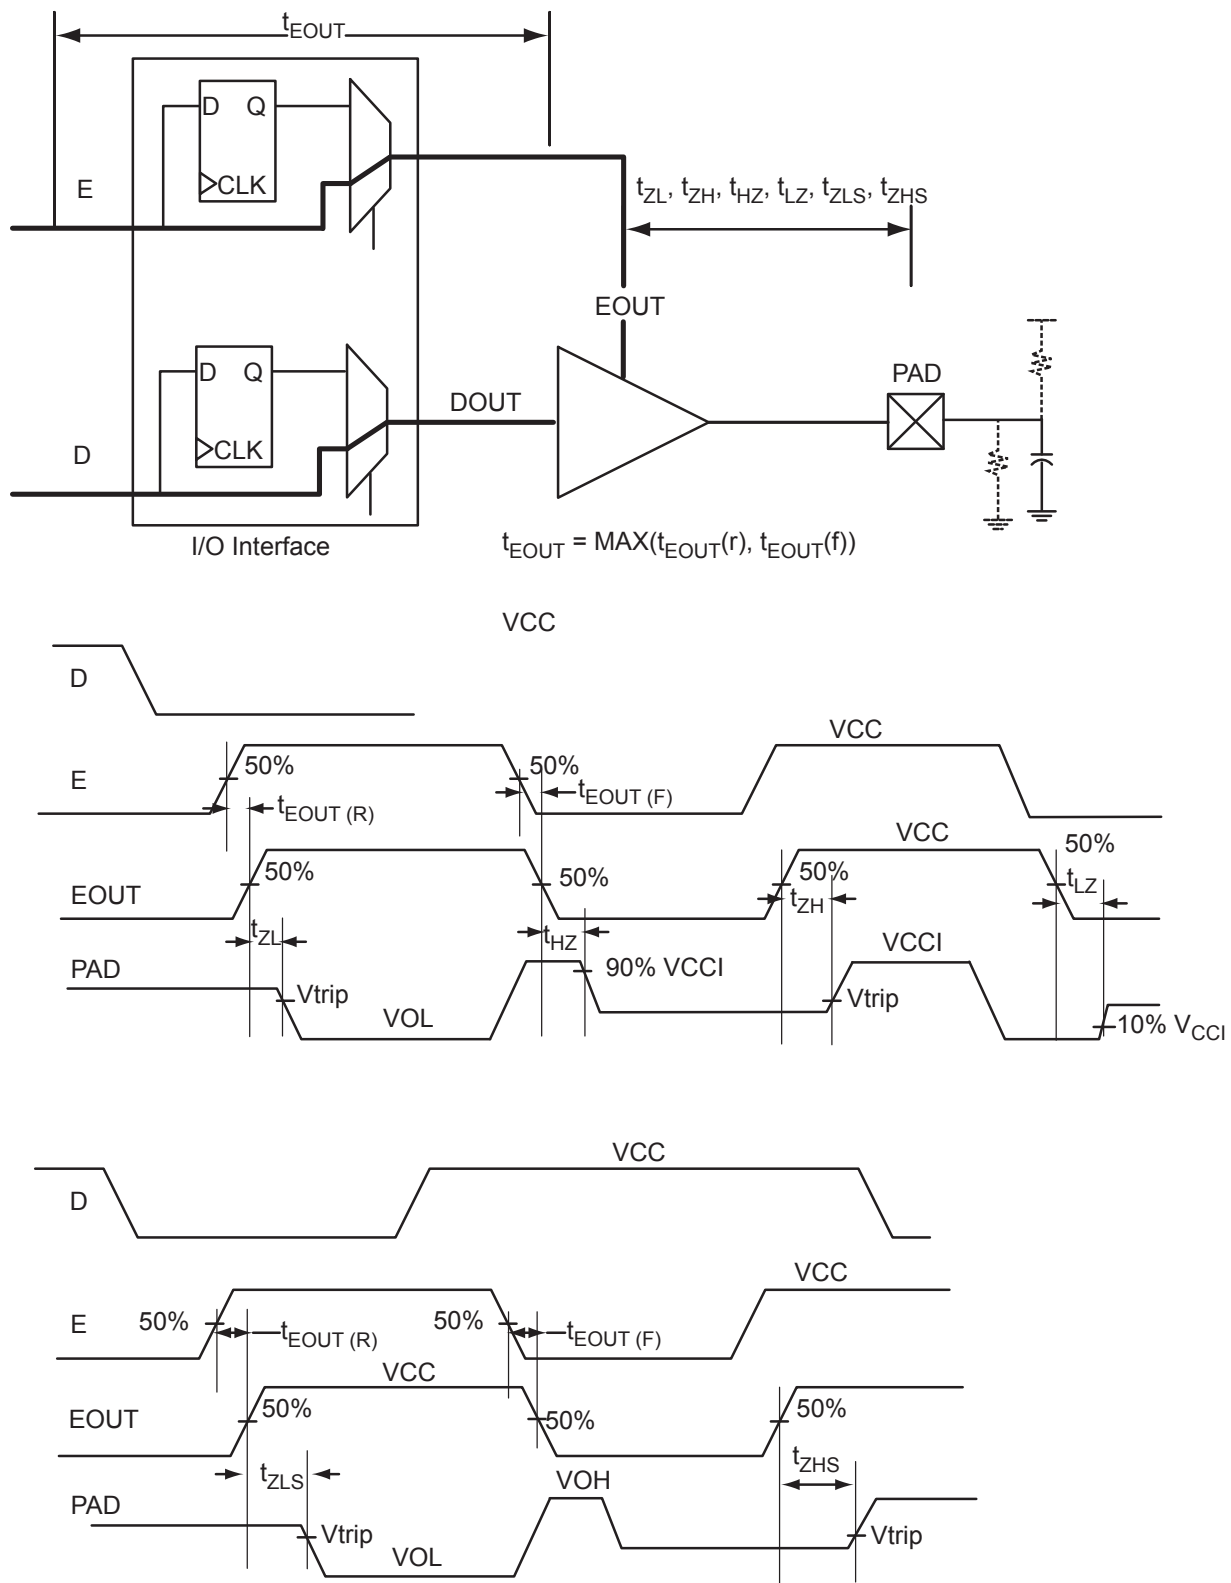 tEOUT
D Q
CLK
E
tZL, tZH, tHZ, tLZ, tZLS, tZHS
EOUT
D Q
CLK
DOUT
PAD
D
I/O Interface
tEOUT = MAX(tEOUT(r), tEOUT(f))
VCC
D
VCC
E
50%
50%
tEOUT (R)
tEOUT (F)
VCC
50%
EOUT
50%
50%
50%
tZL
tHZ
tZH
tLZ
PAD
VCCI
90% VCCI
Vtrip
Vtrip
VOL
10% VCCI
VCC
D
VCC
E
50%
50%
tEOUT (R)
tEOUT (F)
VCC
EOUT
50%
50%
50%
tZLS
tZHS
VOH
PAD
Vtrip
Vtrip
VOL